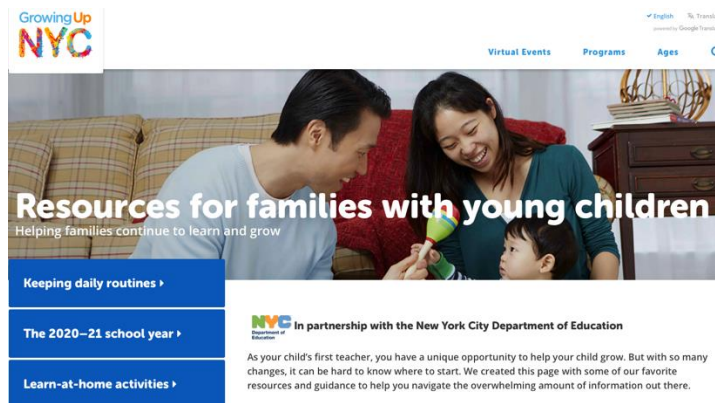 Growing Up
NYC
English
powered by Google
Virtual Events
Programs
Ages
Resources for families with young children
Helping families continue to learn and grow
Keeping daily routines
The 2020–21 school year
Learn-at-home activities
NYC
Department of
Education
In partnership with the New York City Department of Education
As your child’s first teacher, you have a unique opportunity to help your child grow. But with so many
changes, it can be hard to know where to start. We created this page with some of our favorite
resources and guidance to help you navigate the overwhelming amount of information out there.